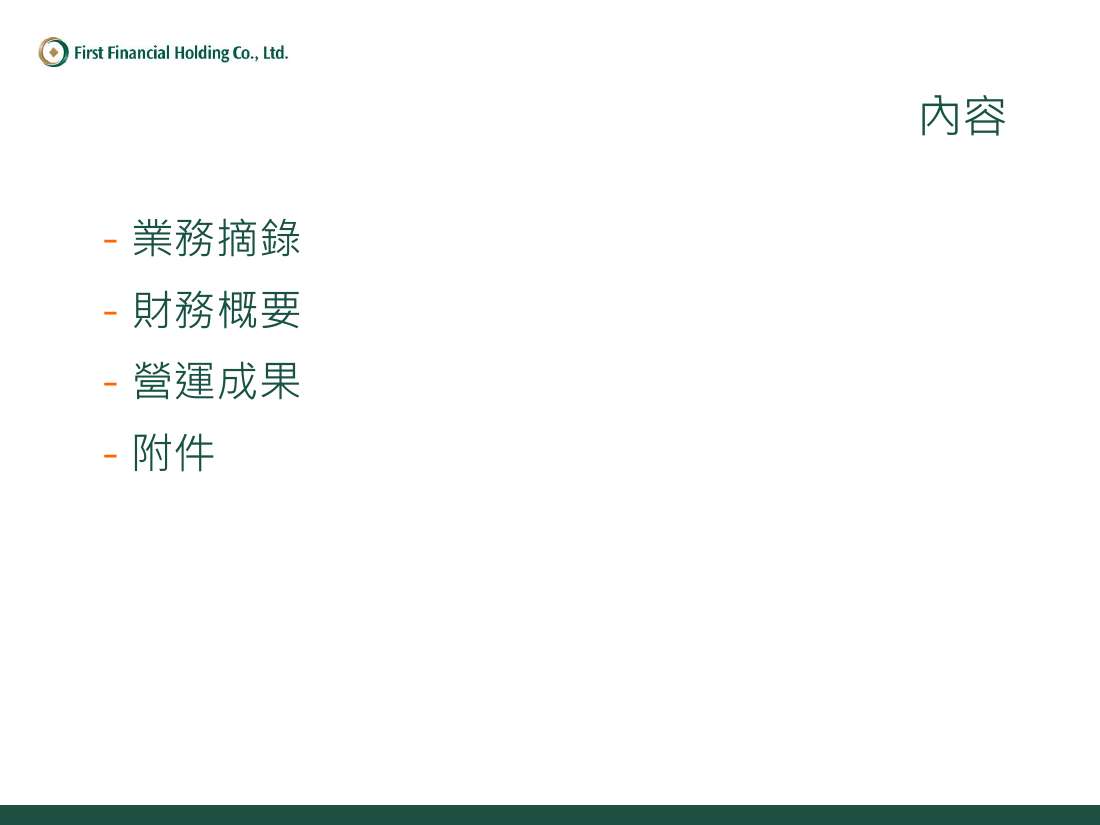 First Financial Holding Co., Ltd.
內容
- 業務摘錄
- 財務概要
- 營運成果
- 附件